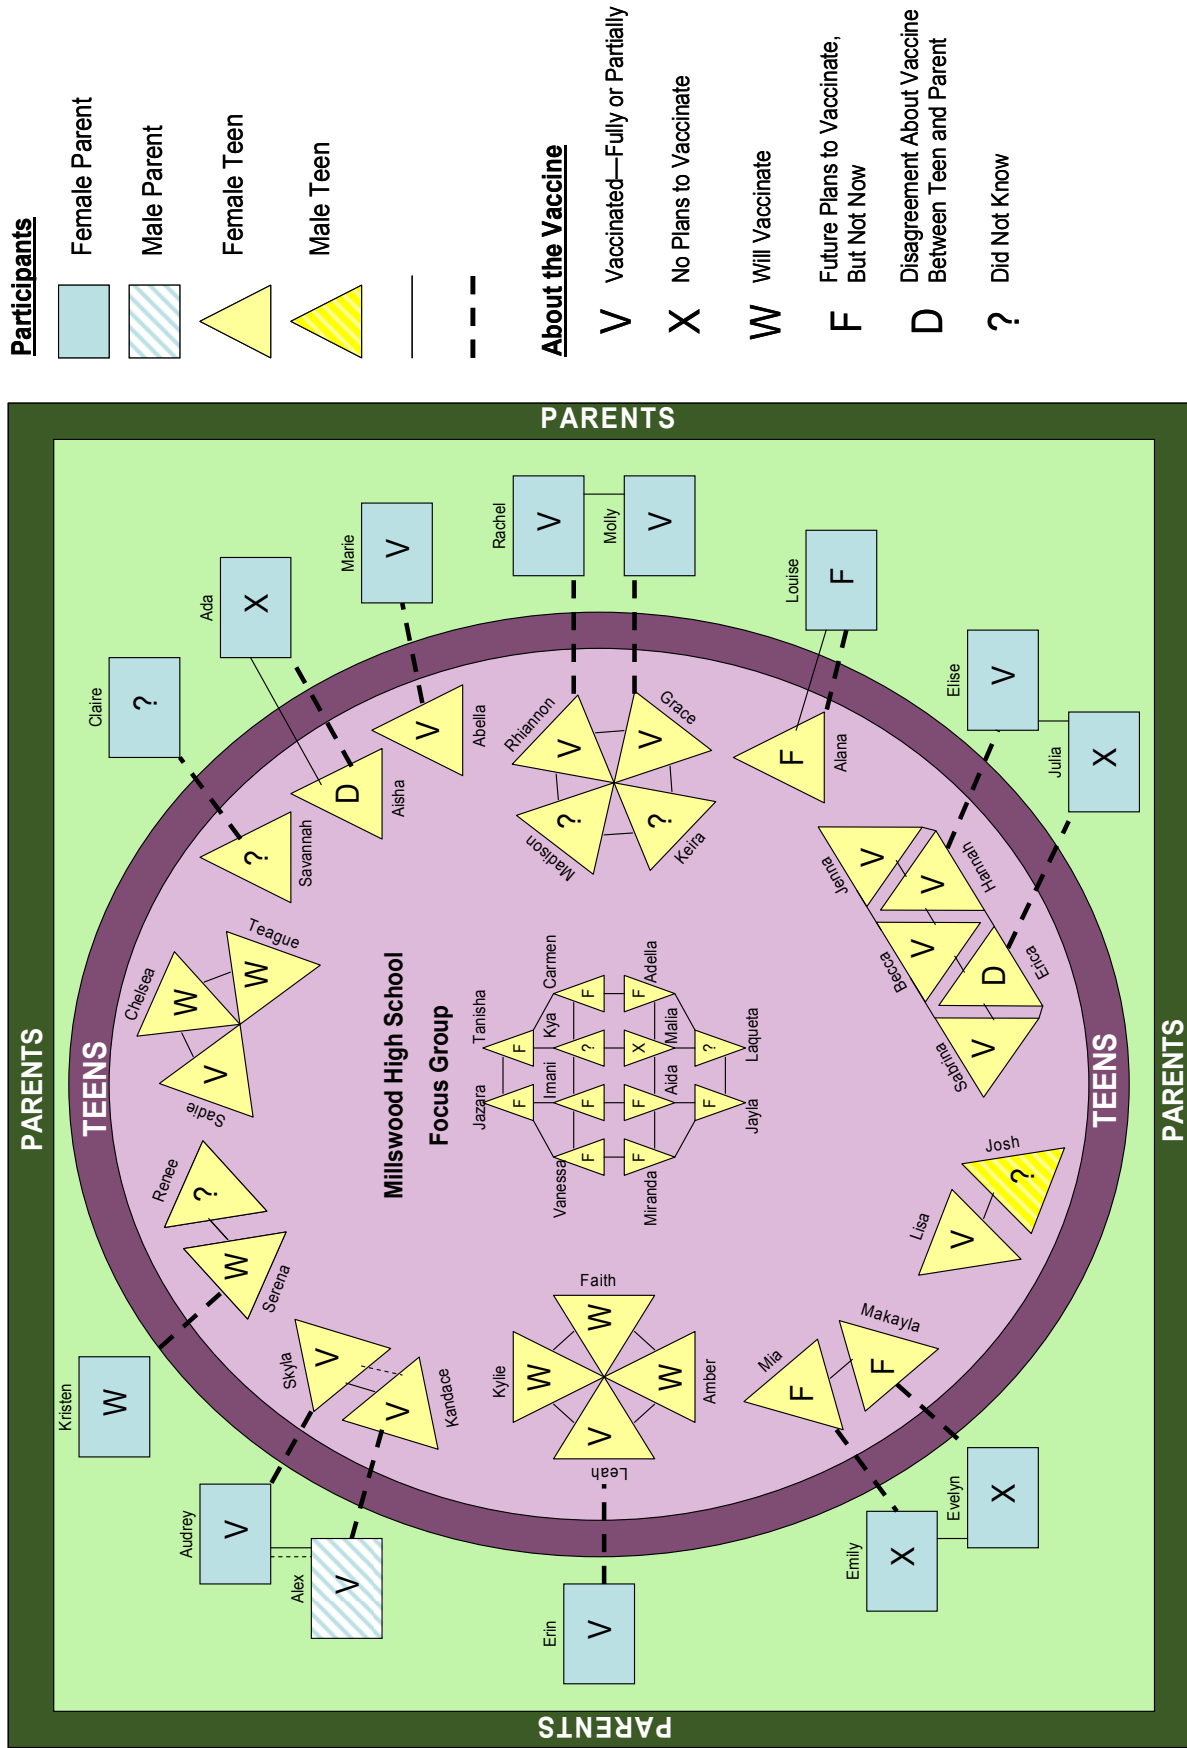 Participants
Female Parent
Male Parent
Female Teen
Male Teen
About the Vaccine
V Vaccinated—Fully or Partially
X No Plans to Vaccinate
W Will Vaccinate
F Future Plans to Vaccinate,
But Not Now
D Disagreement About Vaccine
Between Teen and Parent
? Did Not Know
PARENTS
PARENTS
PARENTS
PARENTS
TEENS
TEENS
Millswood High School
Focus Group
Kristen
W
Audrey
V
Alex
V
Erin
V
Emily
X
Evelyn
X
Claire
?
Ada
X
Marie
V
Rachel
V
Molly
V
Louise
F
Elise
V
Julia
X
Renee
?
Serena
W
Skyla
V
Kandace
V
Sadie
V
Chelsea
W
Teague
W
Savannah
?
Aisha
D
Abella
V
Rhiannon
V
Grace
V
Madison
?
Keira
?
Alana
F
Jenna
V
Hannah
V
Becca
V
Erica
D
Sabrina
V
Lisa
V
Josh
?
Mia
F
Makayla
F
Kylie
W
Faith
W
Leah
V
Amber
W
Jazara
F
Tanisha
F
Vanessa
F
Imani
F
Kya
?
Carmen
F
Miranda
F
Aida
F
Malia
X
Adella
F
Jayla
F
Laqueta
?